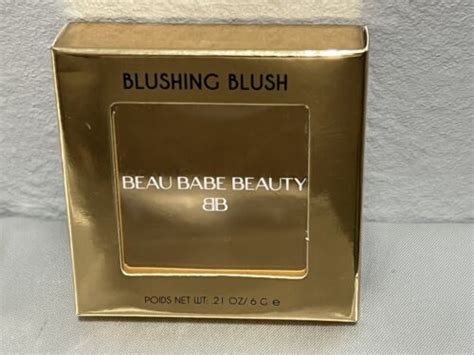 BLUSHING BLUSH
BEAU BABE BEAUTY
BB
POIDS NET WT: .21 OZ/ 6 G e